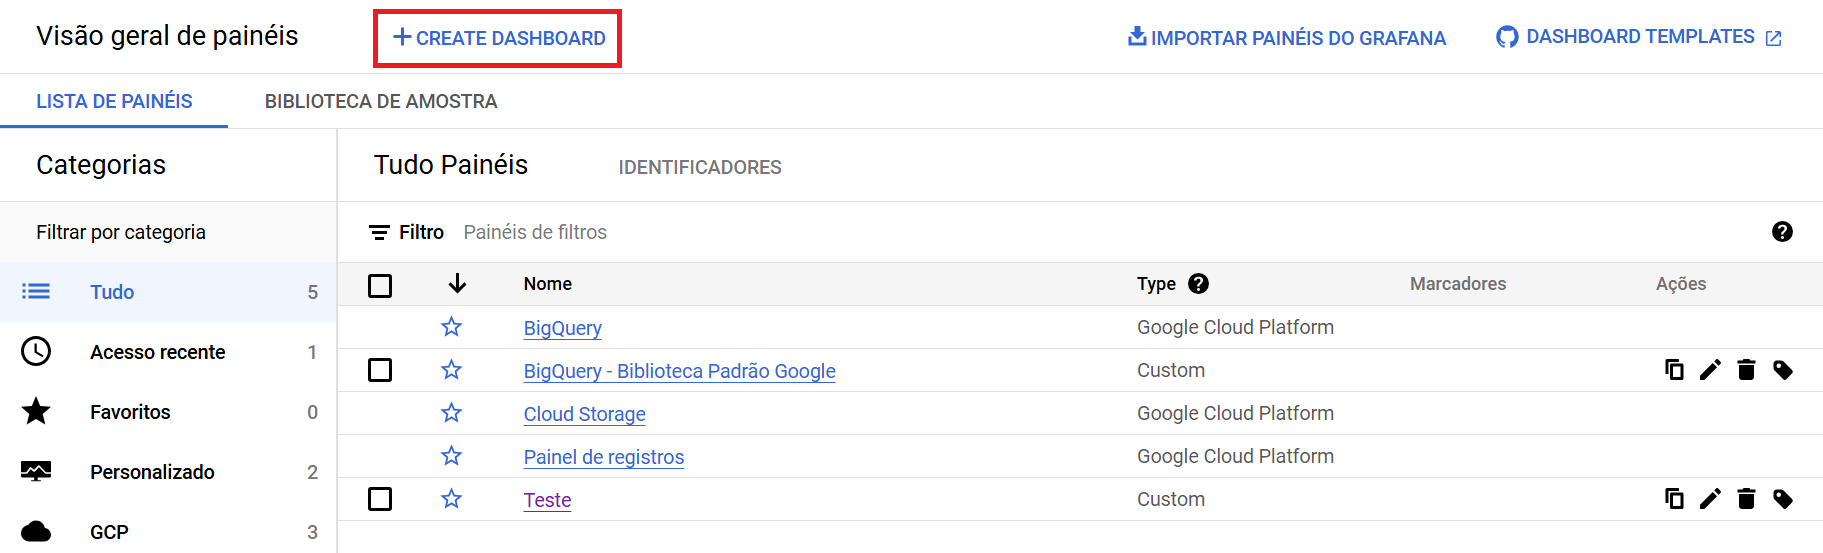 Visão geral de painéis
CREATE DASHBOARD
IMPORTAR PAINÉIS DO GRAFANA
DASHBOARD TEMPLATES
LISTA DE PAINÉIS
BIBLIOTECA DE AMOSTRA
Categorias
Filtrar por categoria
Tudo 5
Acesso recente 1
Favoritos 0
Personalizado 2
GCP 3
Tudo Painéis
IDENTIFICADORES
Filtro Painéis de filtros
Nome Type Marcadores Ações
BigQuery Google Cloud Platform
BigQuery - Biblioteca Padrão Google Custom
Cloud Storage Google Cloud Platform
Painel de registros Google Cloud Platform
Teste Custom